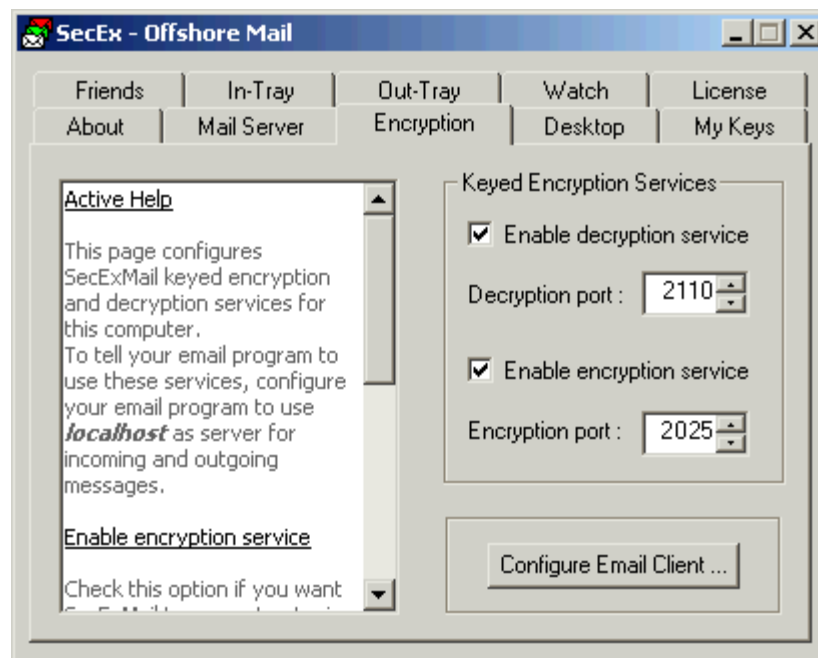 SecEx - Offshore Mail
Friends In-Tray Out-Tray Watch License
About Mail Server Encryption Desktop My Keys
Active Help
This page configures
SecExMail keyed encryption
and decryption services for
this computer.
To tell your email program to
use these services, configure
your email program to use
localhost as server for
incoming and outgoing
messages.
Enable encryption service
Check this option if you want
Keyed Encryption Services
Enable decryption service
Decryption port : 2110
Enable encryption service
Encryption port : 2025
Configure Email Client ...